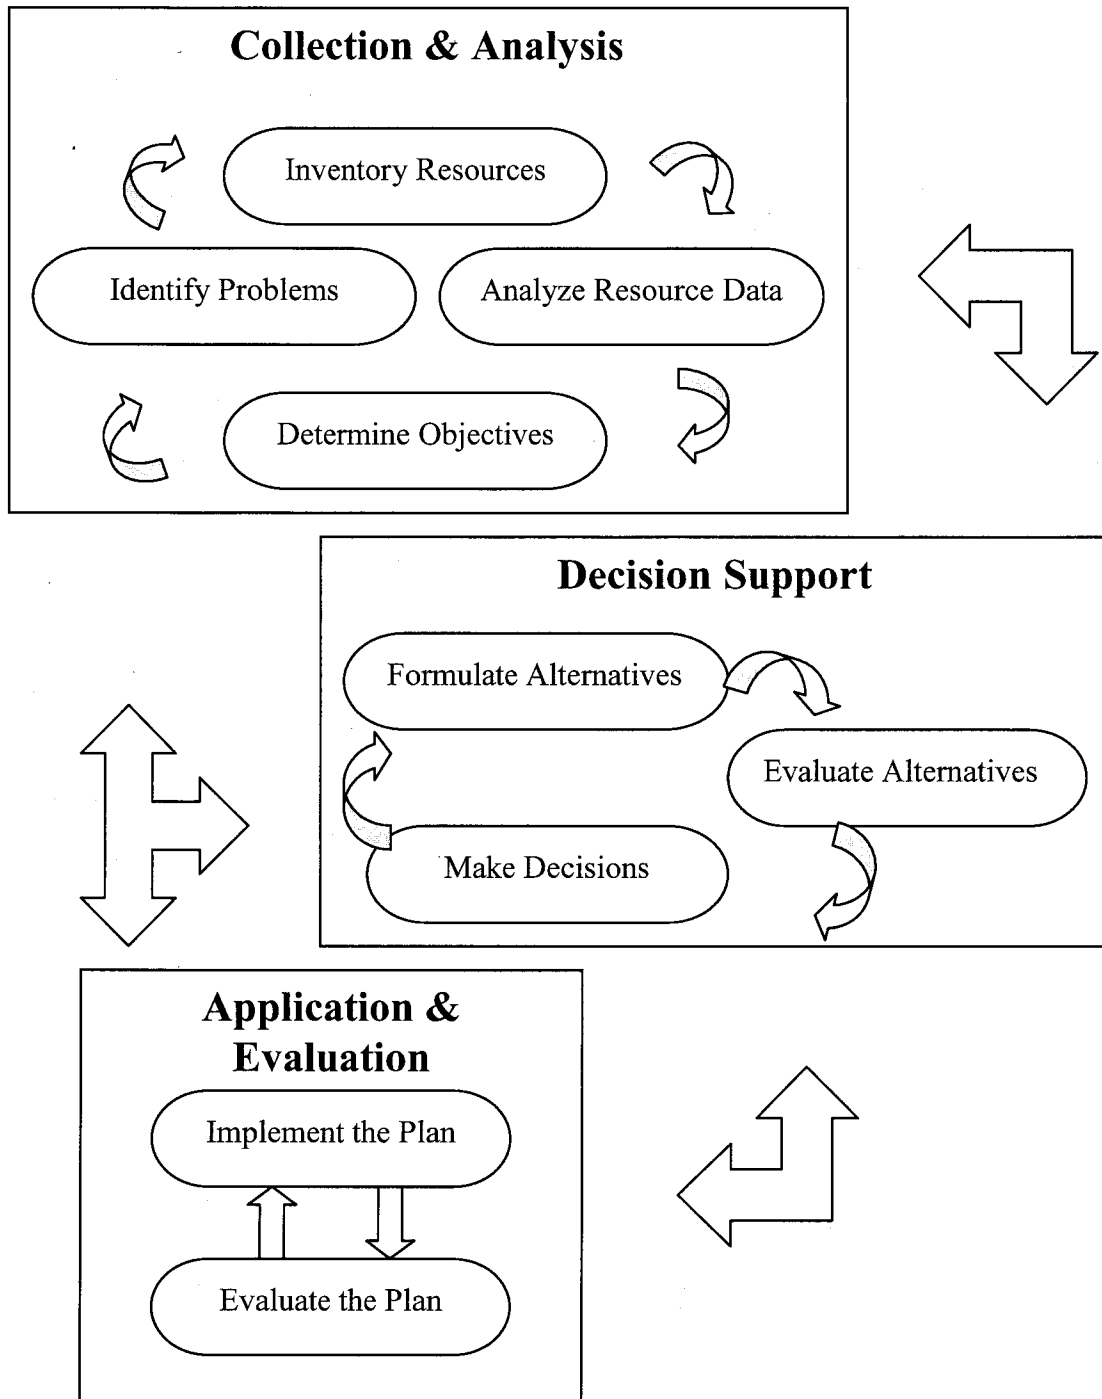 Collection & Analysis
Inventory Resources
Identify Problems
Analyze Resource Data
Determine Objectives
Decision Support
Formulate Alternatives
Evaluate Alternatives
Make Decisions
Application &
Evaluation
Implement the Plan
Evaluate the Plan